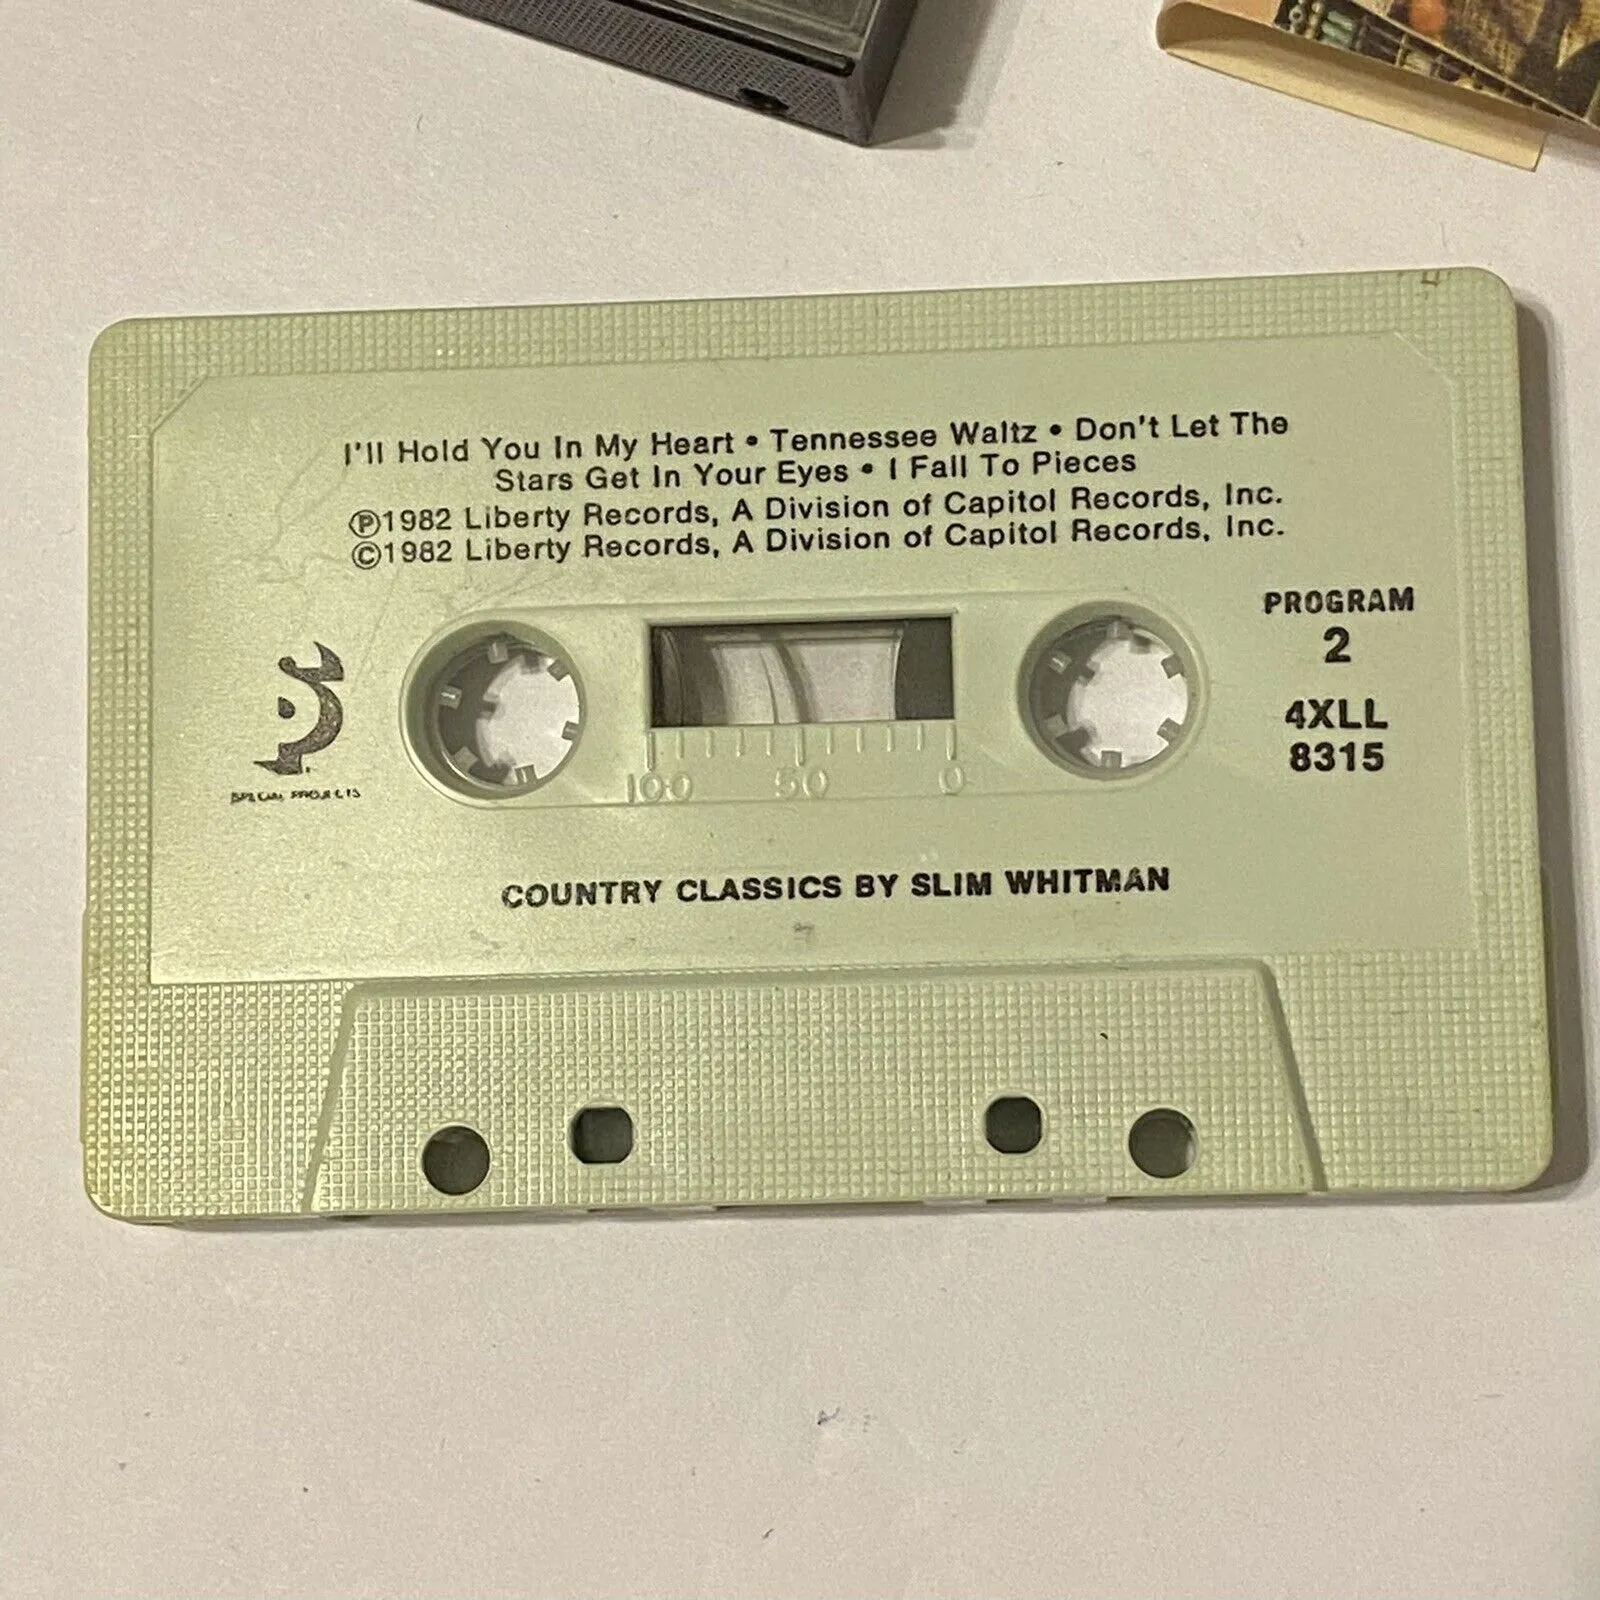 I'll Hold You In My Heart • Tennessee Waltz • Don't Let The
Stars Get In Your Eyes • I Fall To Pieces
℗1982 Liberty Records, A Division of Capitol Records, Inc.
©1982 Liberty Records, A Division of Capitol Records, Inc.
PROGRAM
2
4XLL
8315
SPECIAL PROJECTS
100 50 0
COUNTRY CLASSICS BY SLIM WHITMAN